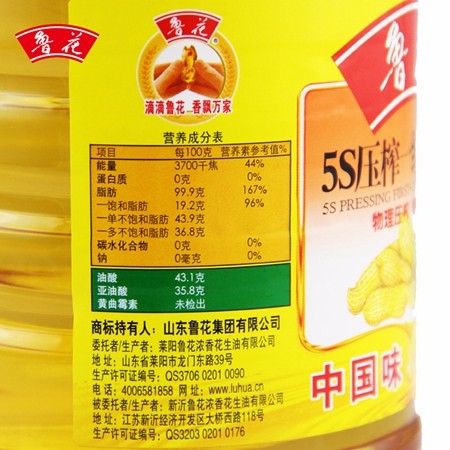 鲁花
鲁花
滴滴鲁花 香飘万家
营养成分表
项目 每100克 营养素参考值%
能量 3700千焦 44%
蛋白质 0克 0%
脂肪 99.9克 167%
—饱和脂肪 19.2克 96%
—单不饱和脂肪 43.9克
—多不饱和脂肪 36.8克
碳水化合物 0克 0%
钠 0毫克 0%
油酸 43.1克
亚油酸 35.8克
黄曲霉素 未检出
商标持有人：山东鲁花集团有限公司
委托者/生产者：莱阳鲁花浓香花生油有限公司
地址：山东省莱阳市龙门东路39号
生产许可证编号：QS3706 0201 0090
电话：4006581858 网址：www.luhua.cn
被委托者/生产者：新沂鲁花浓香花生油有限公司
地址：江苏新沂经济开发区大桥西路118号
生产许可证编号：QS3203 0201 0176
鲁
5S压榨一
5S PRESSING FIRST
物理压榨
中国味